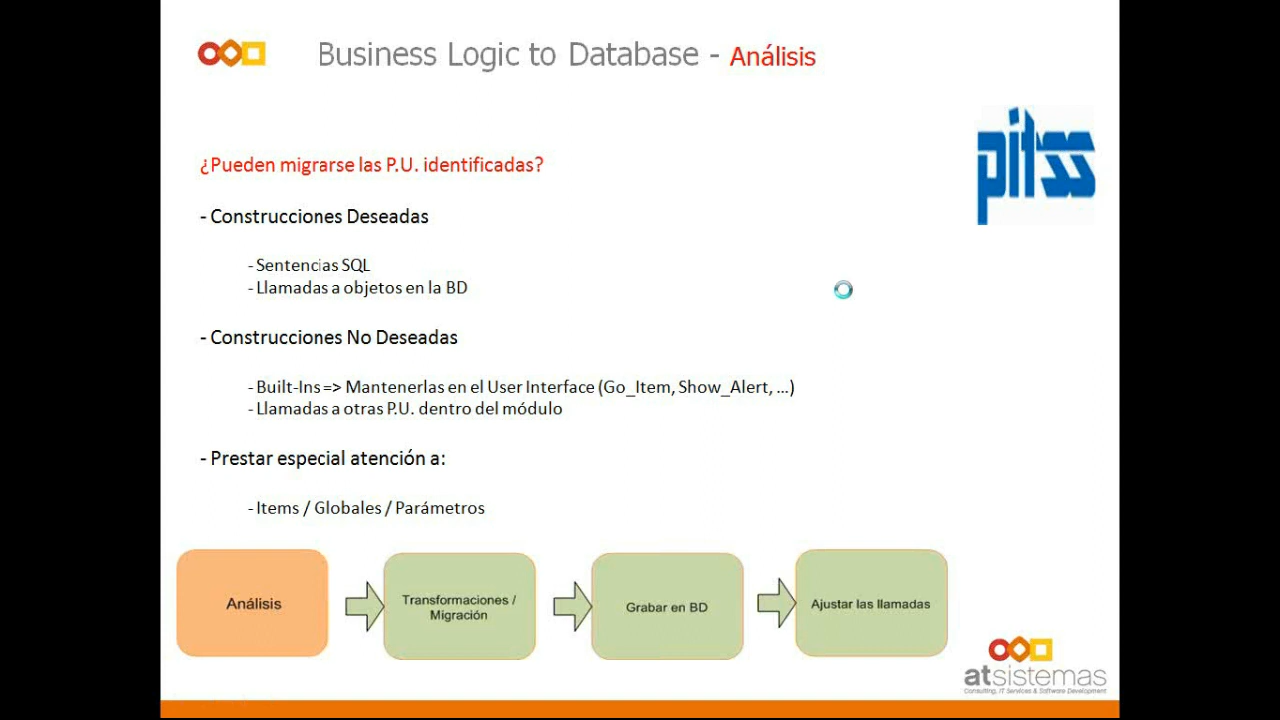 Business Logic to Database - Análisis
pitss
¿Pueden migrarse las P.U. identificadas?
- Construcciones Deseadas
- Sentencias SQL
- Llamadas a objetos en la BD
- Construcciones No Deseadas
- Built-Ins => Mantenerlas en el User Interface (Go_Item, Show_Alert, ...)
- Llamadas a otras P.U. dentro del módulo
- Prestar especial atención a:
- Items / Globales / Parámetros
Análisis
Transformaciones /
Migración
Grabar en BD
Ajustar las llamadas
atsistemas
Consulting, IT Services & Software Development